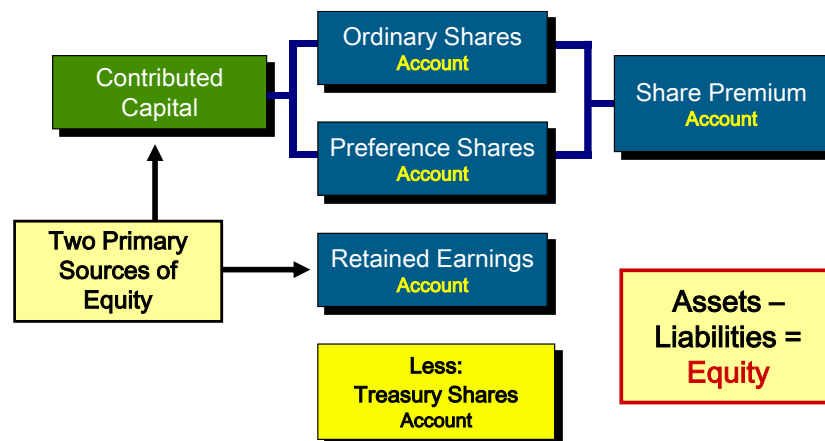 Contributed
Capital
Ordinary Shares
Account
Preference Shares
Account
Share Premium
Account
Two Primary
Sources of
Equity
Retained Earnings
Account
Less:
Treasury Shares
Account
Assets –
Liabilities =
Equity